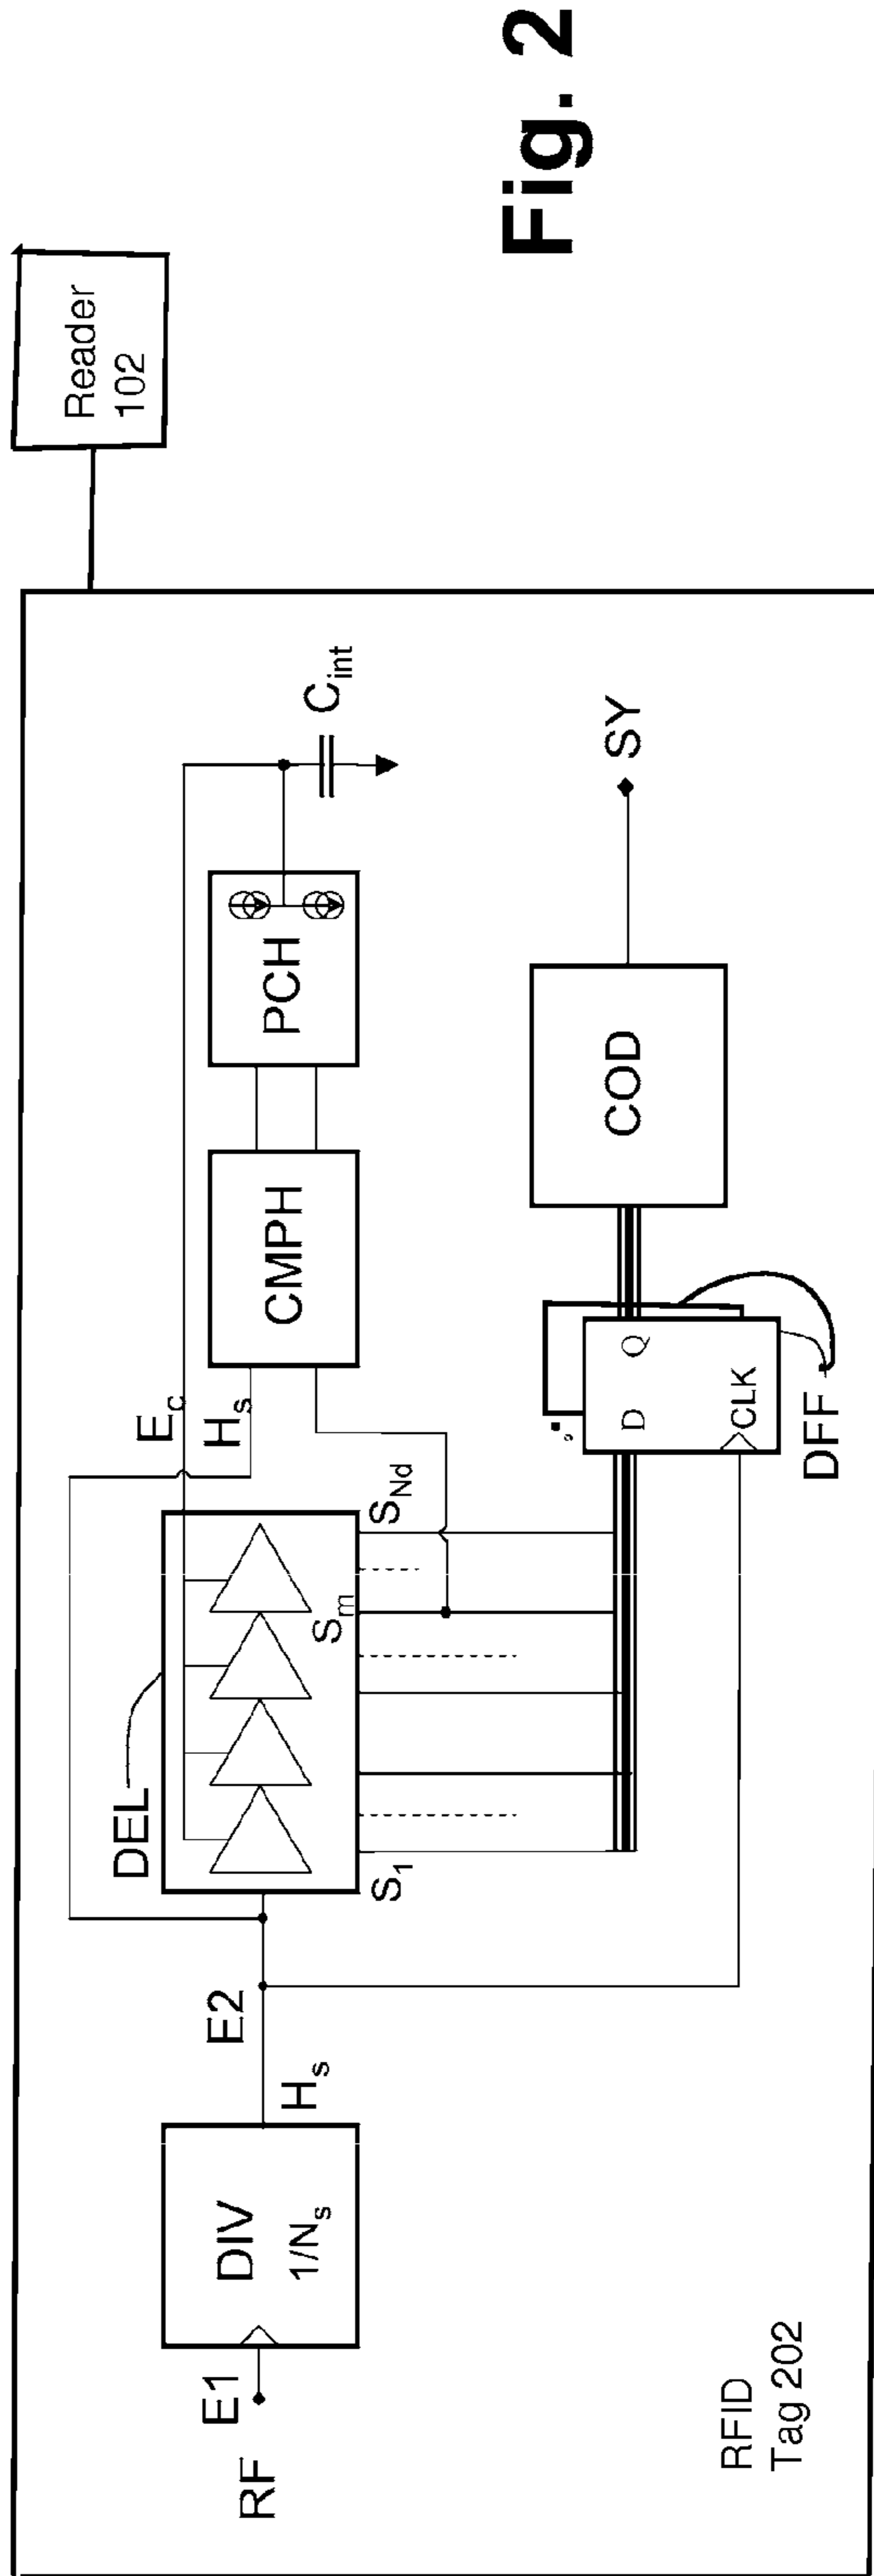 Fig. 2
Reader
102
RF
E1
DIV
1/Ns
Hs
E2
DEL
Ec
Hs
S1
Sm
SNd
CMPH
PCH
Cint
D
Q
CLK
DFF
COD
SY
RFID
Tag 202